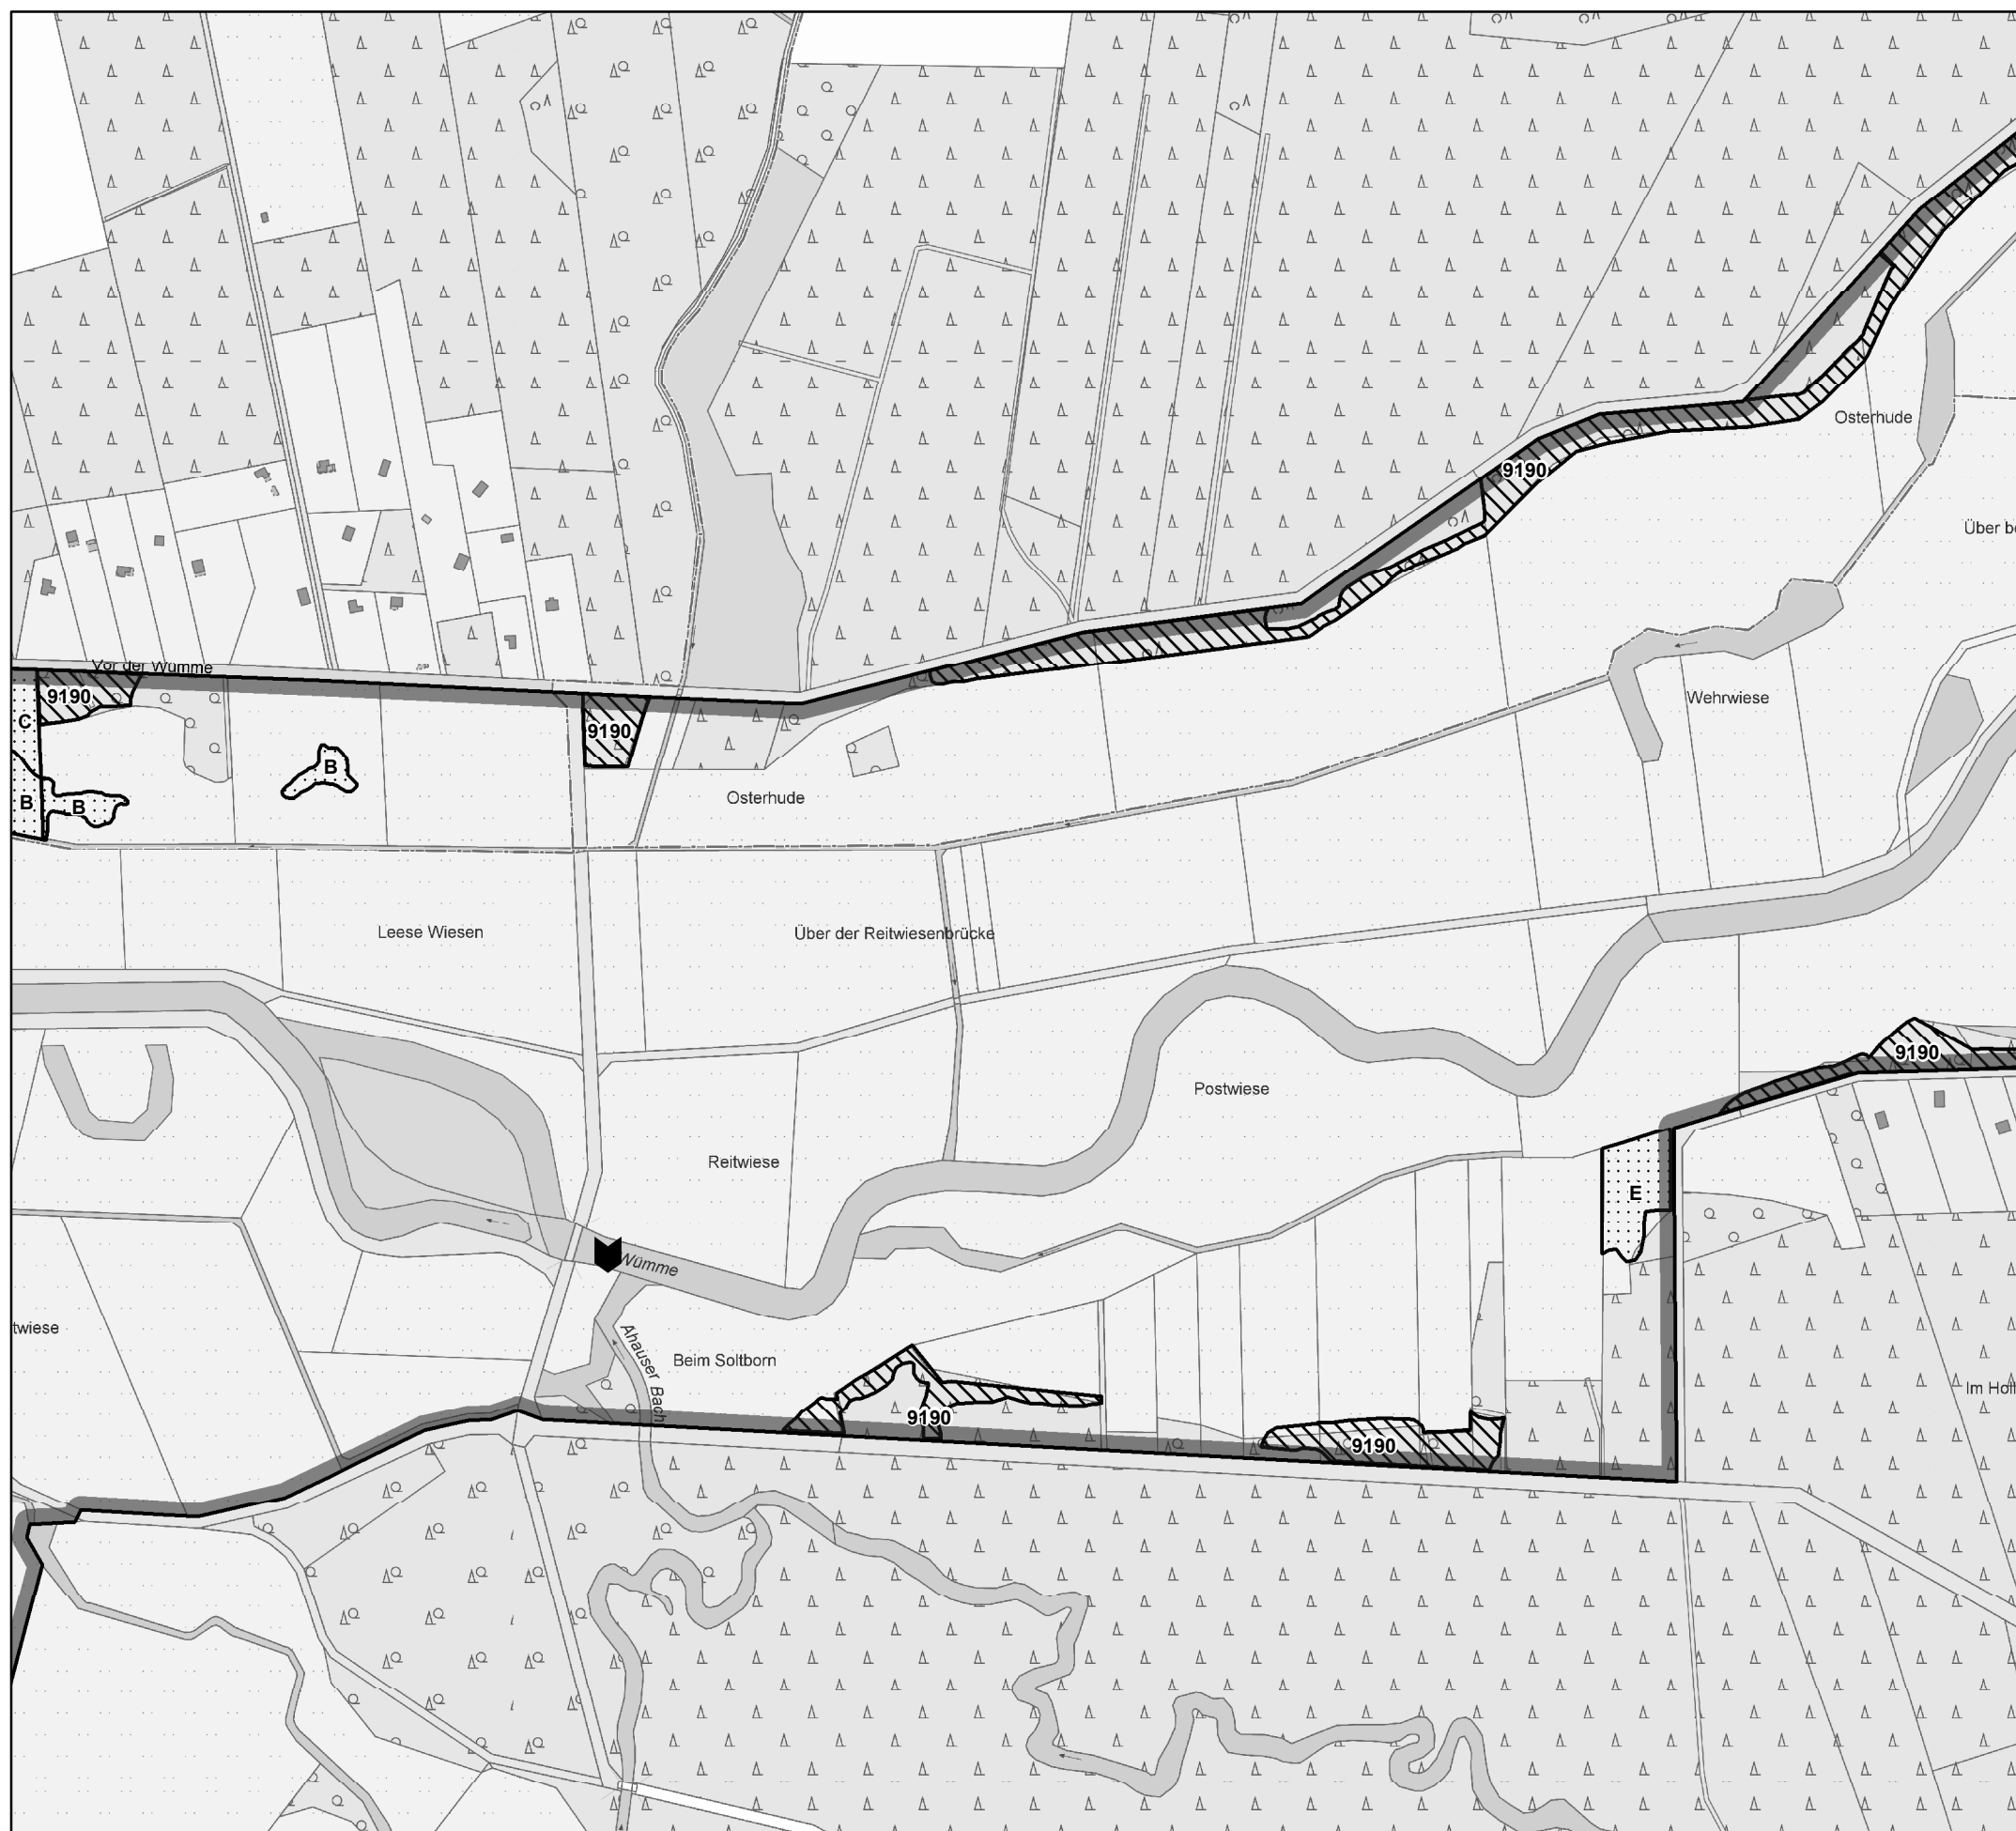 Osterhude
9190
Über b
Vor der Wümme
9190
C
Wehrwiese
9190
B
B
B
Osterhude
Leese Wiesen
Über der Reitwiesenbrücke
9190
Postwiese
Reitwiese
E
Wümme
twiese
Ahauser Bach
Beim Soltborn
Im Hol
9190
9190